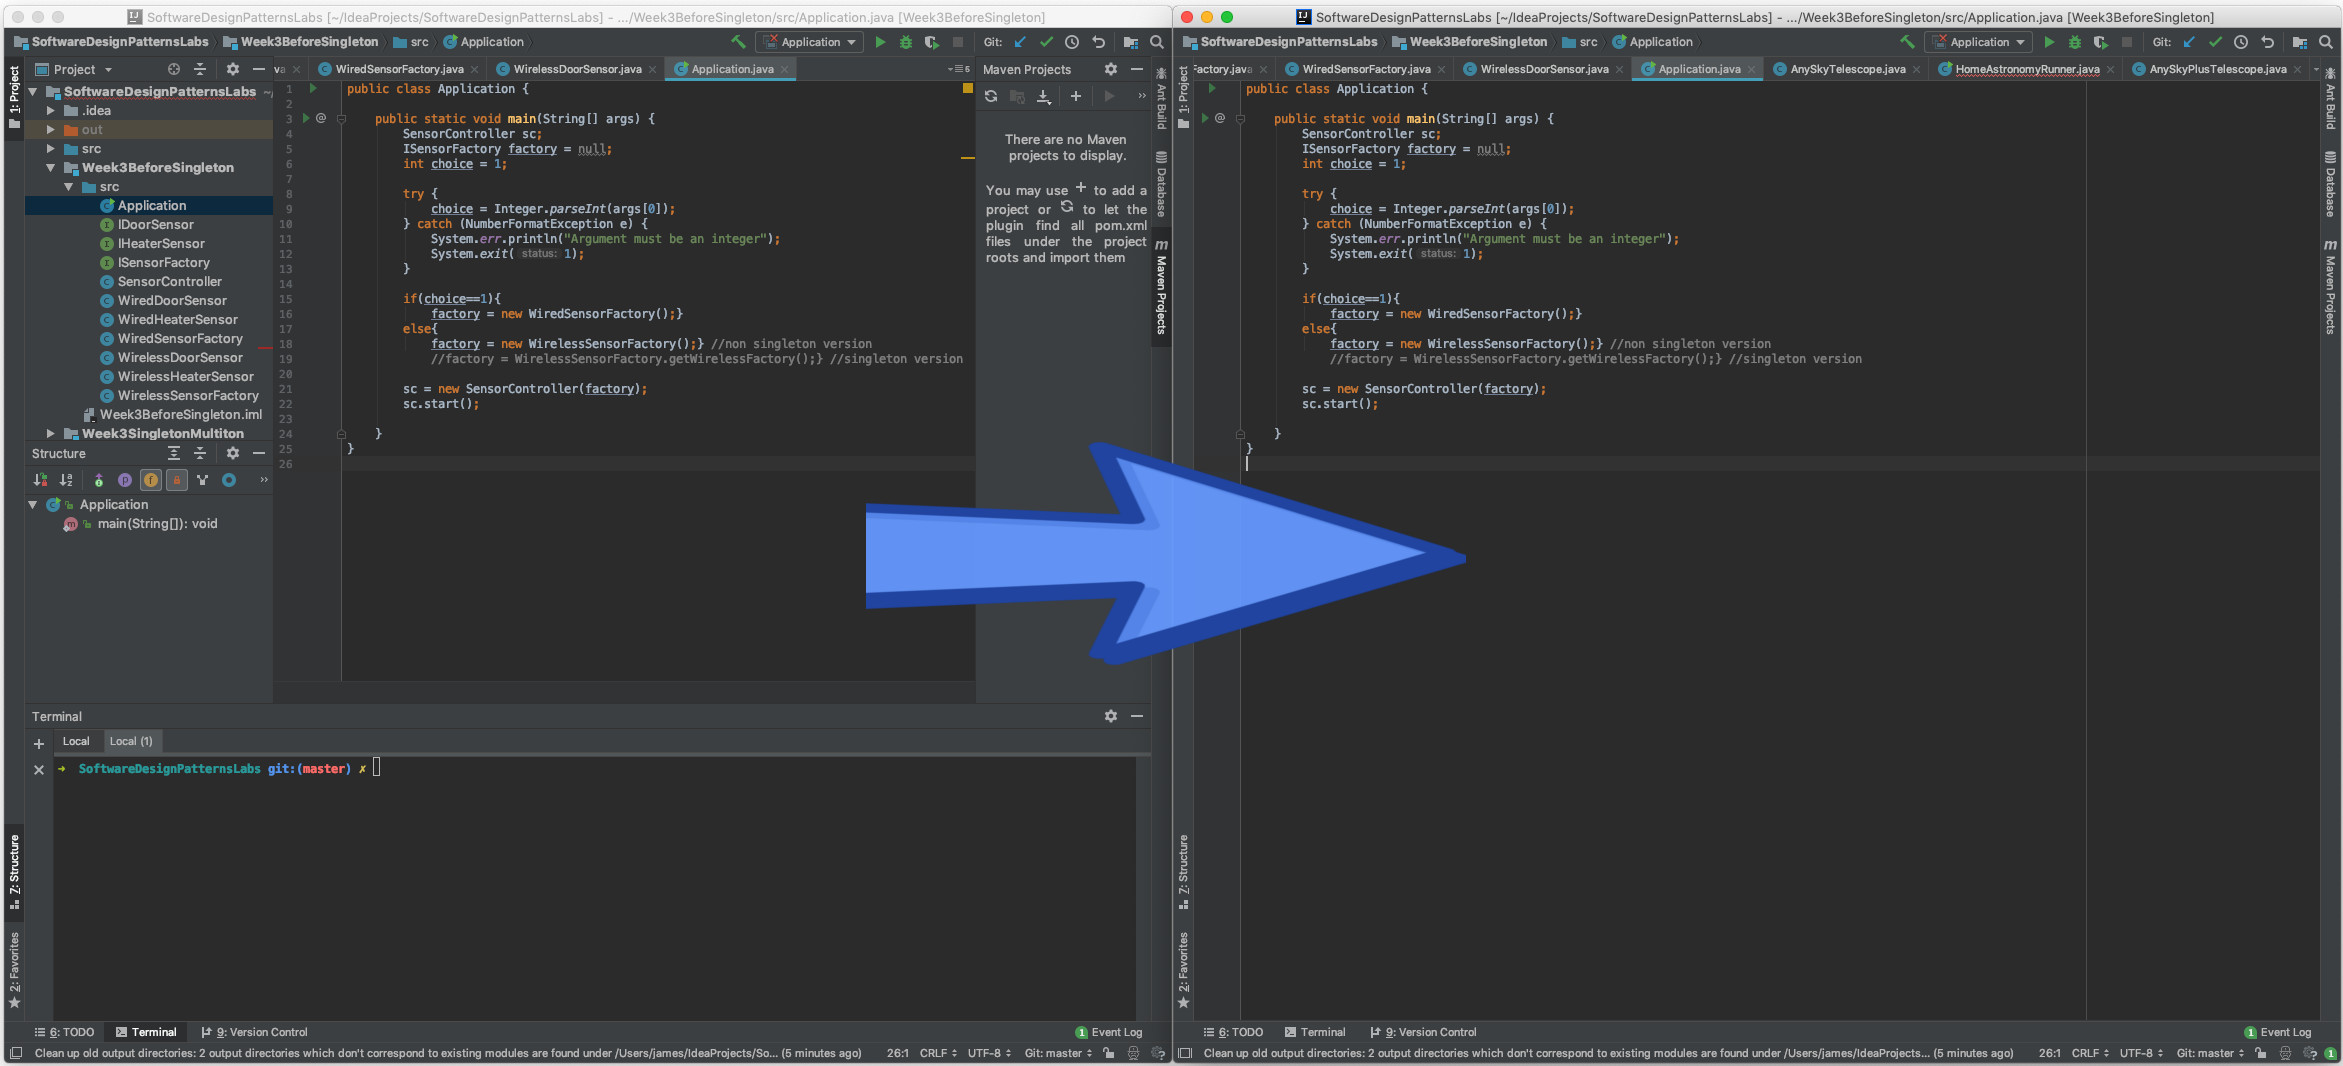 SoftwareDesignPatternsLabs [~/IdeaProjects/SoftwareDesignPatternsLabs] - .../Week3BeforeSingleton/src/Application.java [Week3BeforeSingleton]
SoftwareDesignPatternsLabs Week3BeforeSingleton src Application
Application
Git:
1: Project
Project
va WiredSensorFactory.java WirelessDoorSensor.java Application.java
6
SoftwareDesignPatternsLabs ~/
.idea
out
src
Week3BeforeSingleton
src
Application
IDoorSensor
IHeaterSensor
ISensorFactory
SensorController
WiredDoorSensor
WiredHeaterSensor
WiredSensorFactory
WirelessDoorSensor
WirelessHeaterSensor
WirelessSensorFactory
Week3BeforeSingleton.iml
Week3SingletonMultiton
Structure
Application
main(String[]): void
1 public class Application {
2
3 @ public static void main(String[] args) {
4 SensorController sc;
5 ISensorFactory factory = null;
6 int choice = 1;
7
8 try {
9 choice = Integer.parseInt(args[0]);
10 } catch (NumberFormatException e) {
11 System.err.println("Argument must be an integer");
12 System.exit( status: 1);
13 }
14
15 if(choice==1){
16 factory = new WiredSensorFactory();}
17 else{
18 factory = new WirelessSensorFactory();} //non singleton version
19 //factory = WirelessSensorFactory.getWirelessFactory();} //singleton version
20
21 sc = new SensorController(factory);
22 sc.start();
23
24 }
25 }
26
Maven Projects
There are no Maven
projects to display.
You may use + to add a
project or to let the
plugin find all pom.xml
files under the project
roots and import them
Ant Build
Database
m Maven Projects
7: Structure
2: Favorites
Terminal
Local Local (1)
→ SoftwareDesignPatternsLabs git:(master) ✗
6: TODO Terminal 9: Version Control
1 Event Log
Clean up old output directories: 2 output directories which don't correspond to existing modules are found under /Users/james/IdeaProjects/So... (5 minutes ago) 26:1 CRLF UTF-8 Git: master
SoftwareDesignPatternsLabs [~/IdeaProjects/SoftwareDesignPatternsLabs] - .../Week3BeforeSingleton/src/Application.java [Week3BeforeSingleton]
SoftwareDesignPatternsLabs Week3BeforeSingleton src Application
Application
Git:
1: Project
Factory.java WiredSensorFactory.java WirelessDoorSensor.java Application.java AnySkyTelescope.java HomeAstronomyRunner.java AnySkyPlusTelescope.java
public class Application {
@ public static void main(String[] args) {
SensorController sc;
ISensorFactory factory = null;
int choice = 1;
try {
choice = Integer.parseInt(args[0]);
} catch (NumberFormatException e) {
System.err.println("Argument must be an integer");
System.exit( status: 1);
}
if(choice==1){
factory = new WiredSensorFactory();}
else{
factory = new WirelessSensorFactory();} //non singleton version
//factory = WirelessSensorFactory.getWirelessFactory();} //singleton version
sc = new SensorController(factory);
sc.start();
}
}
Ant Build
Database
m Maven Projects
7: Structure
2: Favorites
6: TODO Terminal 9: Version Control
1 Event Log
Clean up old output directories: 2 output directories which don't correspond to existing modules are found under /Users/james/IdeaProjects... (5 minutes ago) 26:1 CRLF UTF-8 Git: master 1